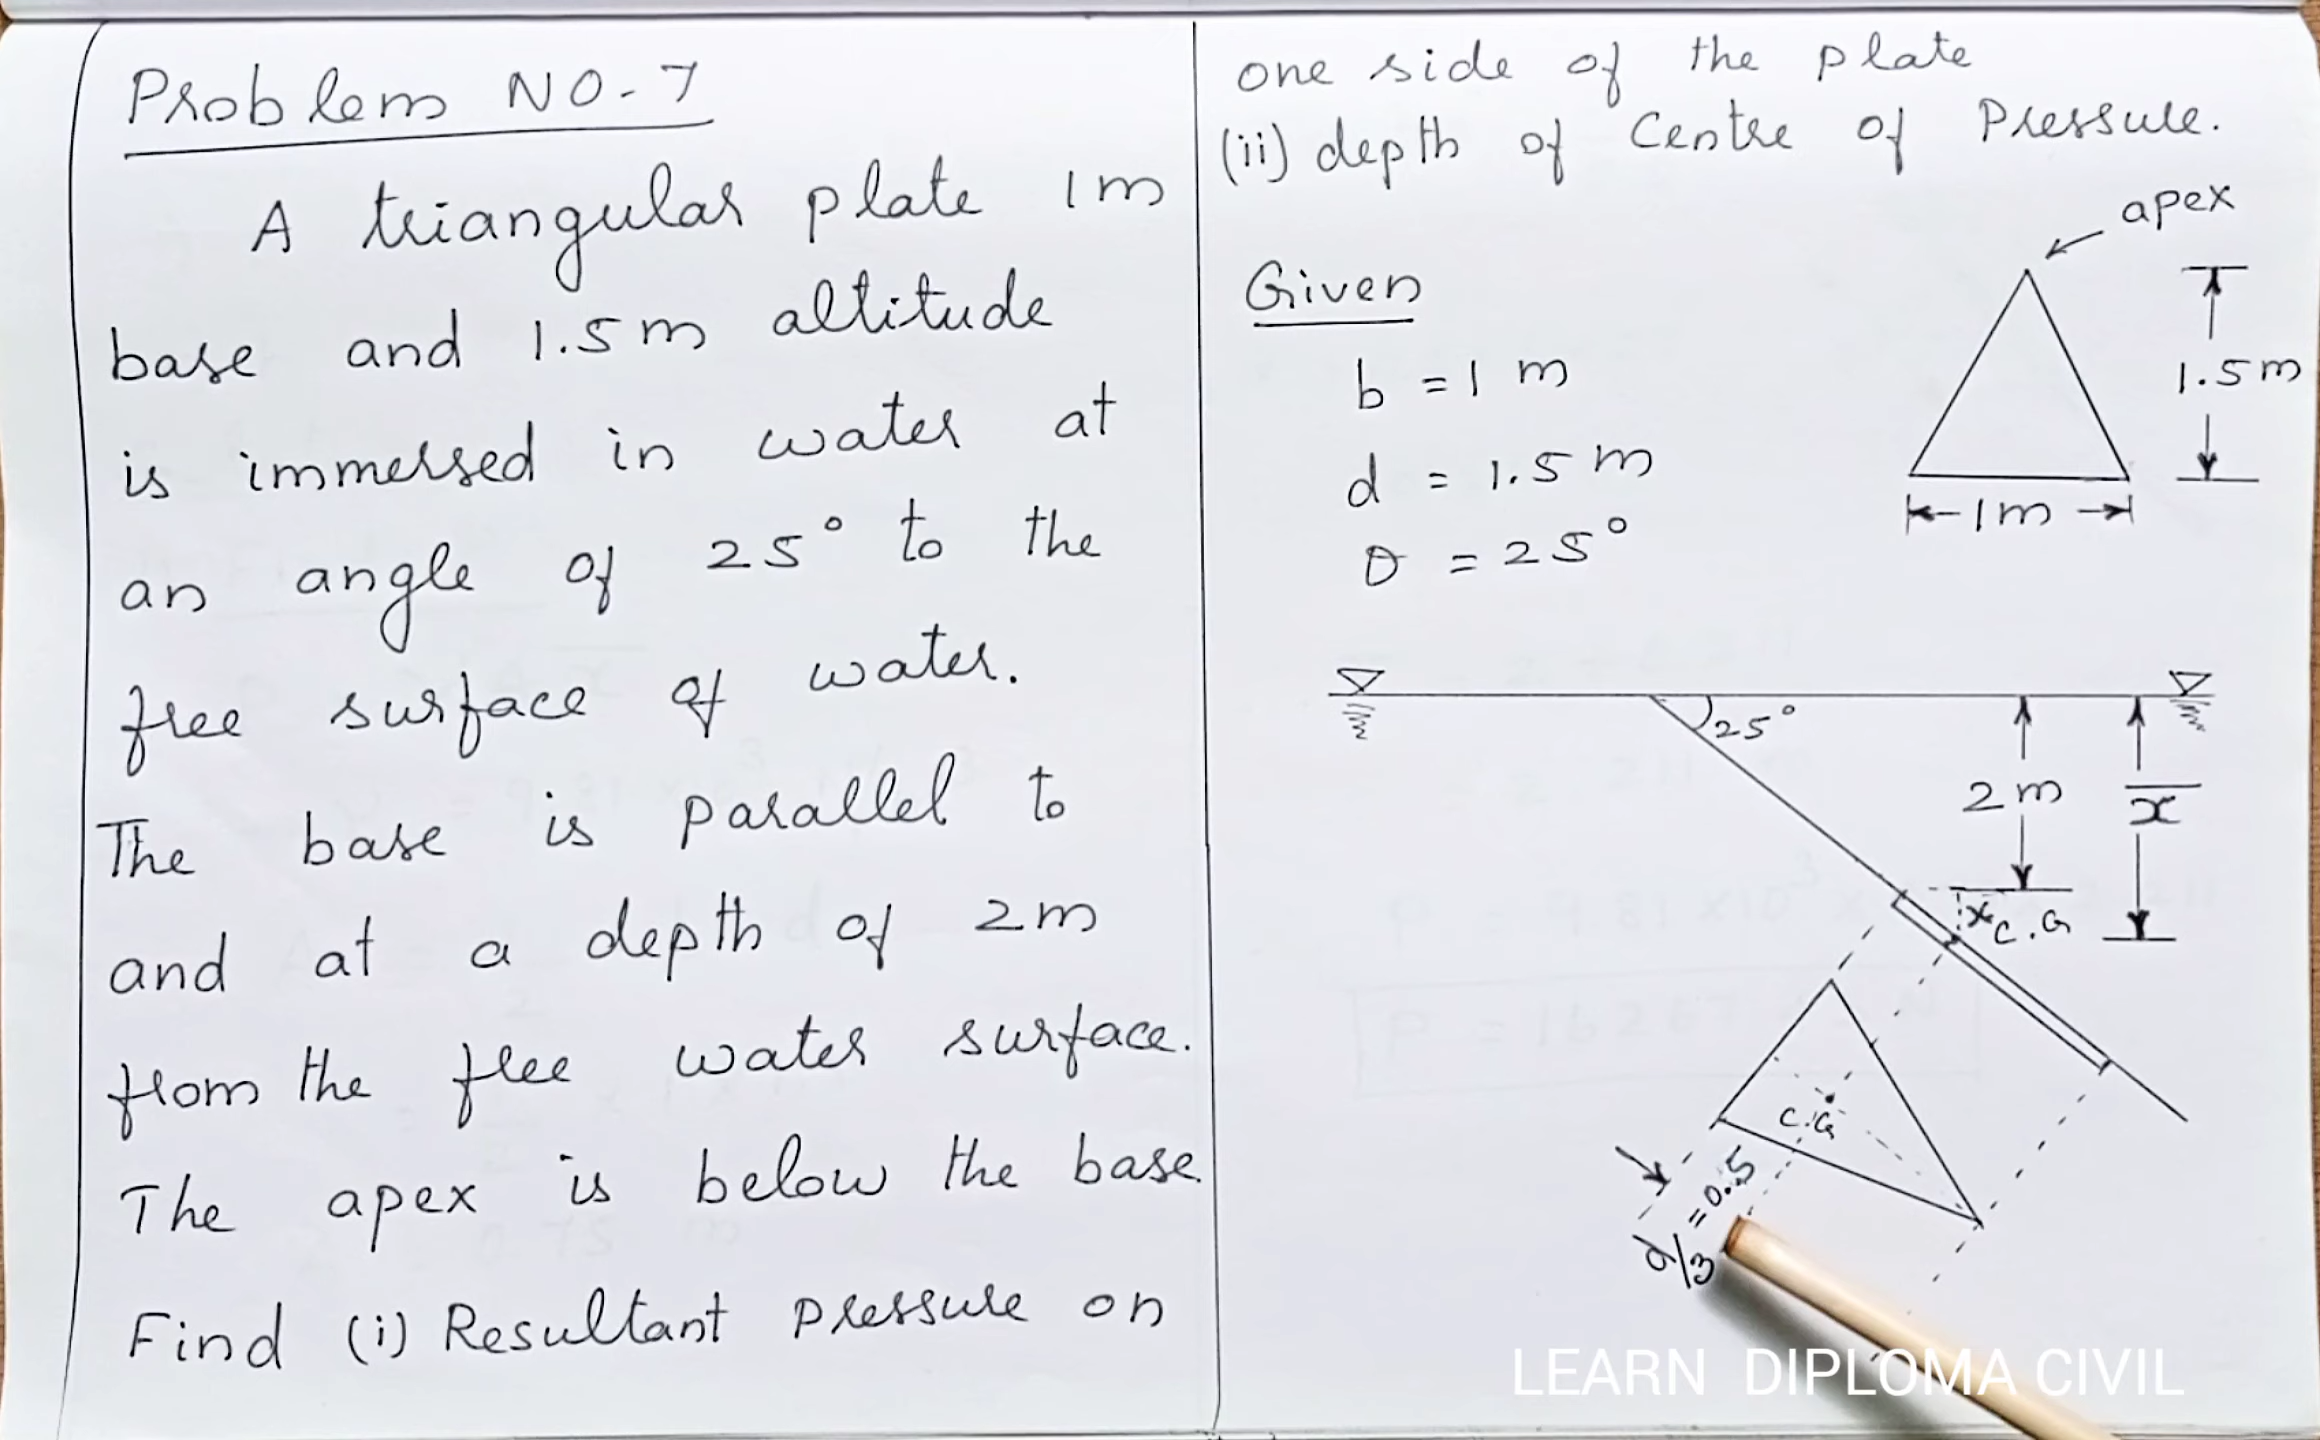 Problem NO-7
A triangular plate 1m
base and 1.5m altitude
is immersed in water at
an angle of 25° to the
free surface of water.
The base is parallel to
and at a depth of 2m
from the free water surface.
The apex is below the base
Find (i) Resultant pressure on
one side of the plate
(ii) depth of Centre of Pressure.
apex
Given
b = 1 m
d = 1.5 m
θ = 25°
1.5m
1m
25°
2m
x̄
x
C.G
C.G
d/3 = 0.5
LEARN DIPLOMA CIVIL